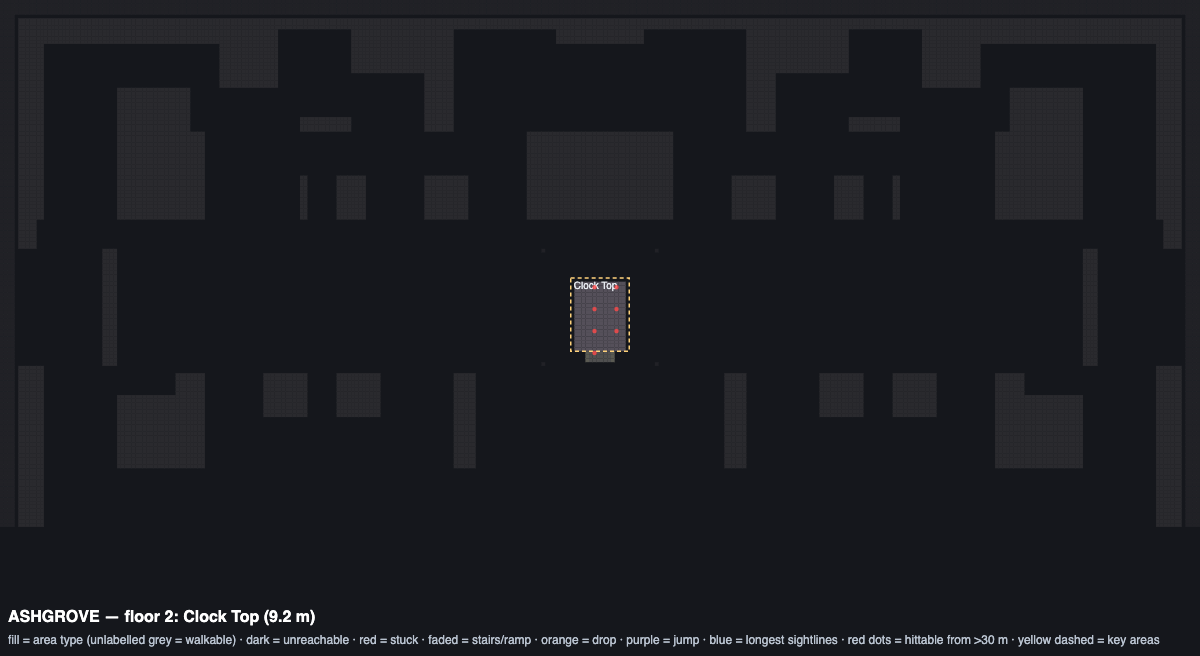 Clock Top
ASHGROVE — floor 2: Clock Top (9.2 m)
fill = area type (unlabelled grey = walkable) · dark = unreachable · red = stuck · faded = stairs/ramp · orange = drop · purple = jump · blue = longest sightlines · red dots = hittable from >30 m · yellow dashed = key areas